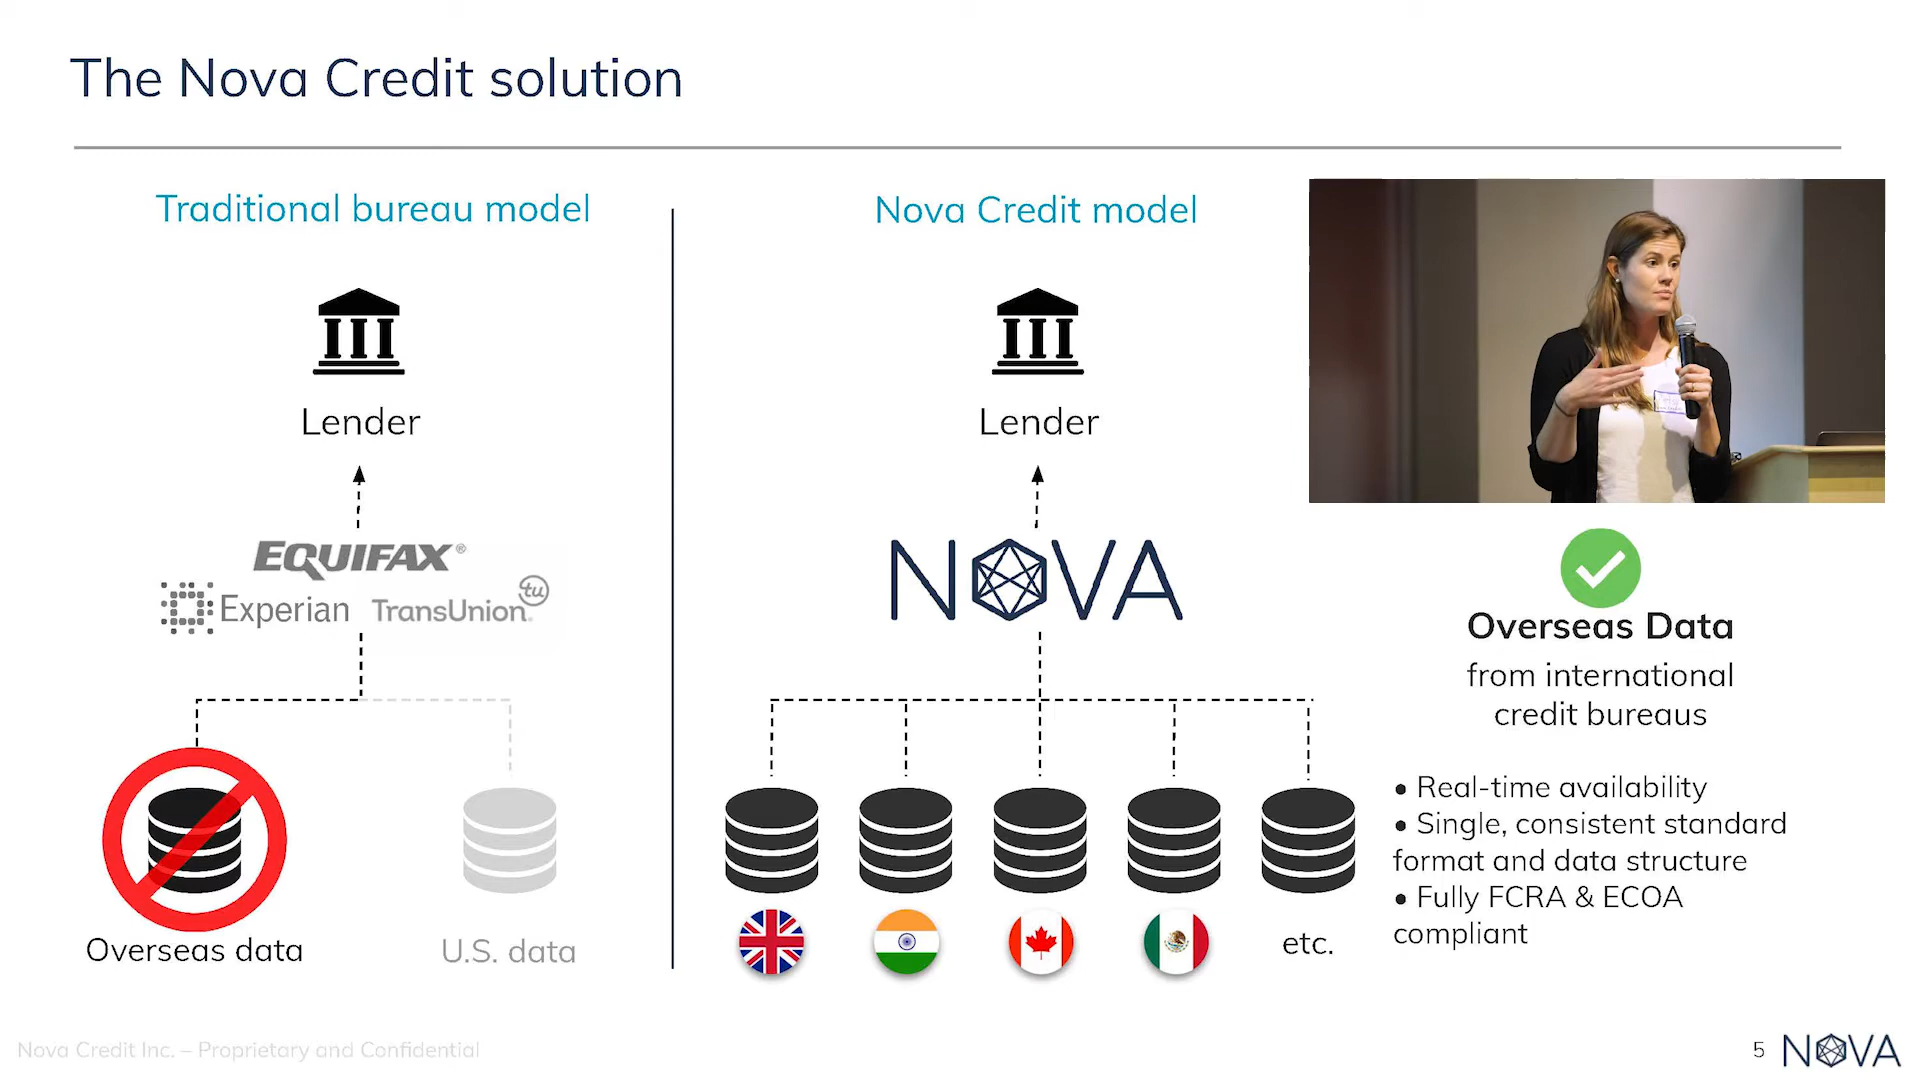 The Nova Credit solution
Traditional bureau model
Lender
EQUIFAX®
Experian
TransUnion.
tu
Overseas data
U.S. data
Nova Credit model
Lender
NOVA
etc.
Overseas Data
from international
credit bureaus
• Real-time availability
• Single, consistent standard
format and data structure
• Fully FCRA & ECOA
compliant
Nova Credit Inc. – Proprietary and Confidential
5
NOVA